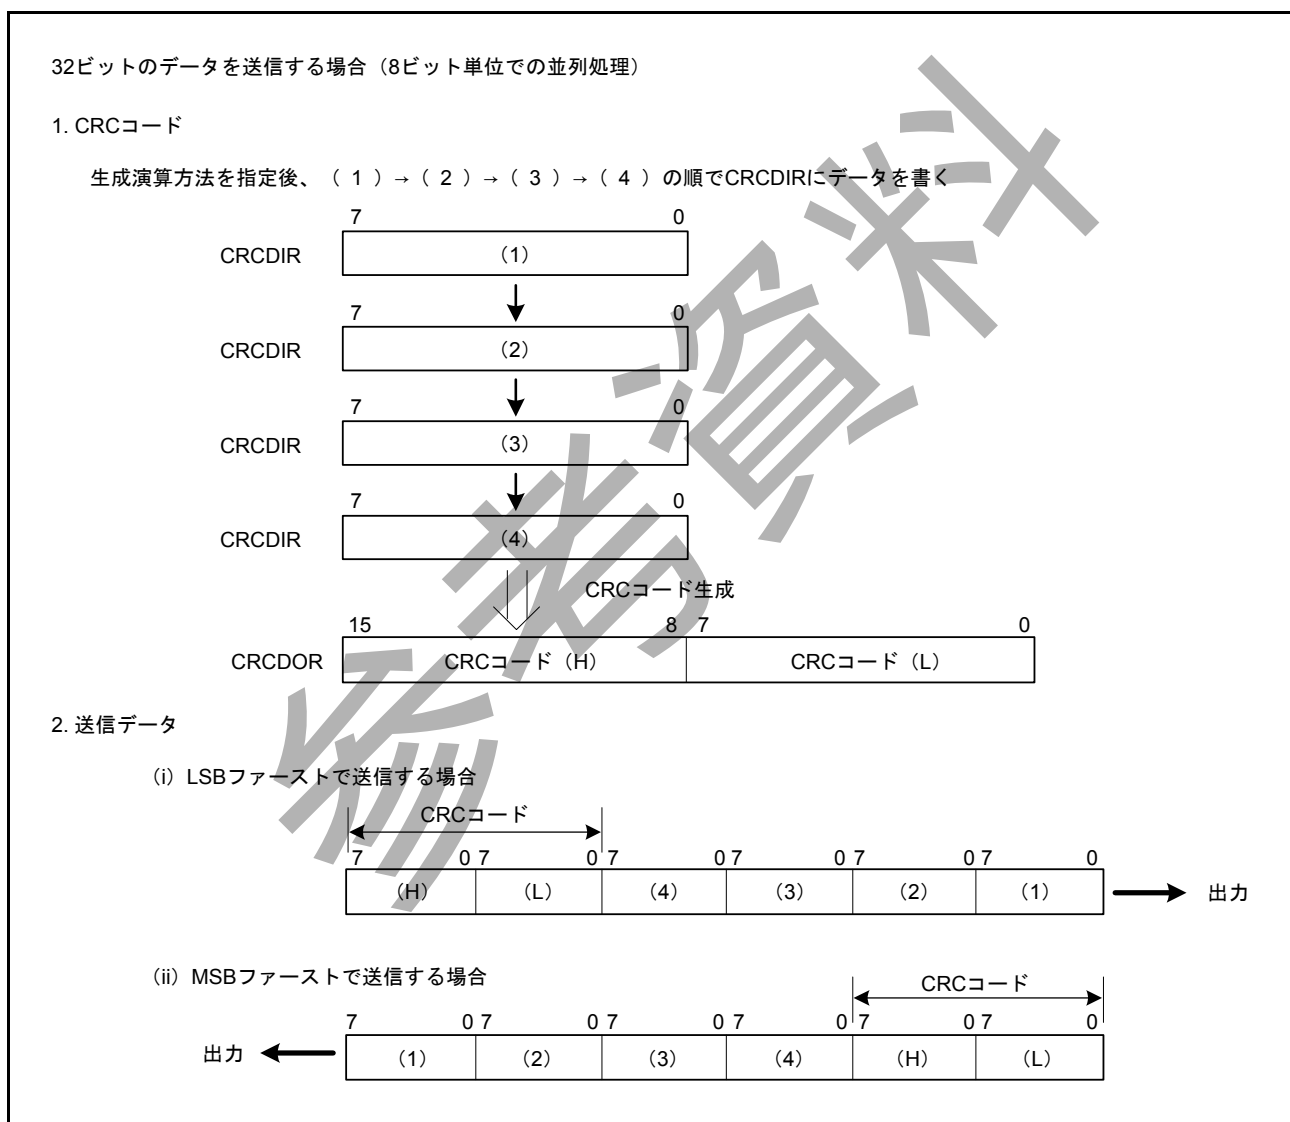 32ビットのデータを送信する場合（8ビット単位での並列処理）
1. CRCコード
生成演算方法を指定後、（ 1 ）→（ 2 ）→（ 3 ）→（ 4 ）の順でCRCDIRにデータを書く
7 0
CRCDIR （1）
7 0
CRCDIR （2）
7 0
CRCDIR （3）
7 0
CRCDIR （4）
CRCコード生成
15 8 7 0
CRCDOR CRCコード（H） CRCコード（L）
2. 送信データ
（i）LSBファーストで送信する場合
CRCコード
7 0 7 0 7 0 7 0 7 0 7 0
（H） （L） （4） （3） （2） （1） 出力
（ii）MSBファーストで送信する場合
CRCコード
7 0 7 0 7 0 7 0 7 0 7 0
出力 （1） （2） （3） （4） （H） （L）
参考資料